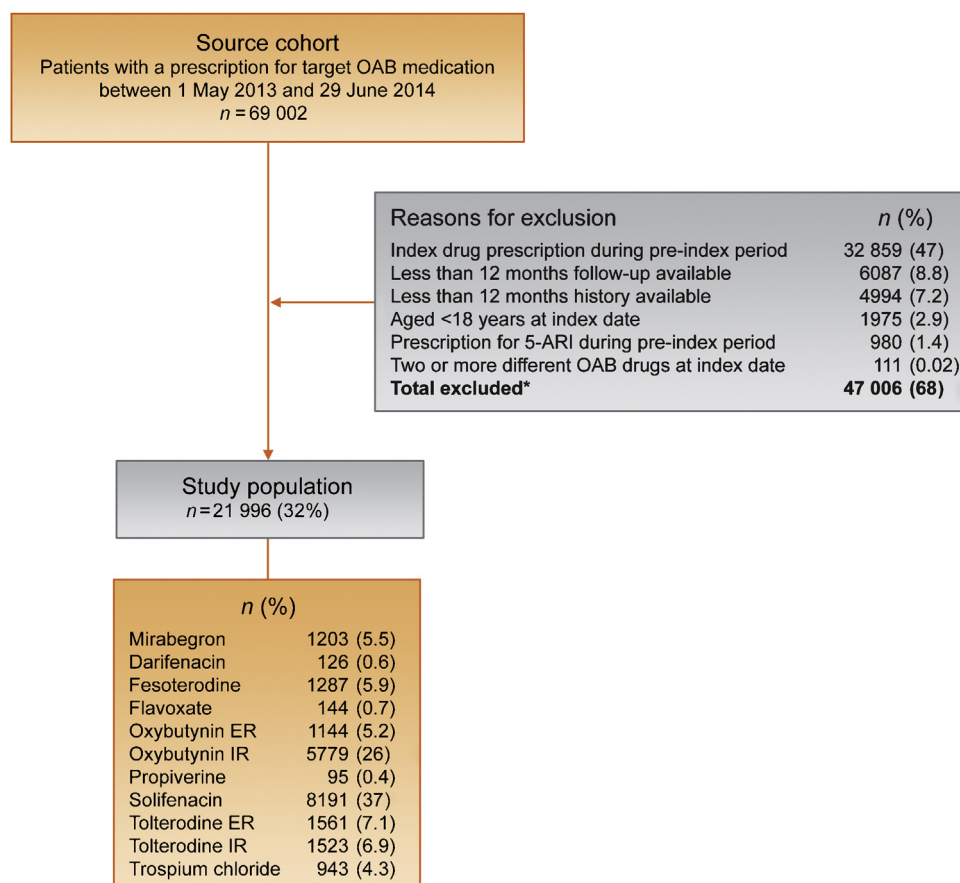 Source cohort
Patients with a prescription for target OAB medication
between 1 May 2013 and 29 June 2014
n = 69 002
Reasons for exclusion n (%)
Index drug prescription during pre-index period 32 859 (47)
Less than 12 months follow-up available 6087 (8.8)
Less than 12 months history available 4994 (7.2)
Aged <18 years at index date 1975 (2.9)
Prescription for 5-ARI during pre-index period 980 (1.4)
Two or more different OAB drugs at index date 111 (0.02)
Total excluded* 47 006 (68)
Study population
n = 21 996 (32%)
n (%)
Mirabegron 1203 (5.5)
Darifenacin 126 (0.6)
Fesoterodine 1287 (5.9)
Flavoxate 144 (0.7)
Oxybutynin ER 1144 (5.2)
Oxybutynin IR 5779 (26)
Propiverine 95 (0.4)
Solifenacin 8191 (37)
Tolterodine ER 1561 (7.1)
Tolterodine IR 1523 (6.9)
Trospium chloride 943 (4.3)